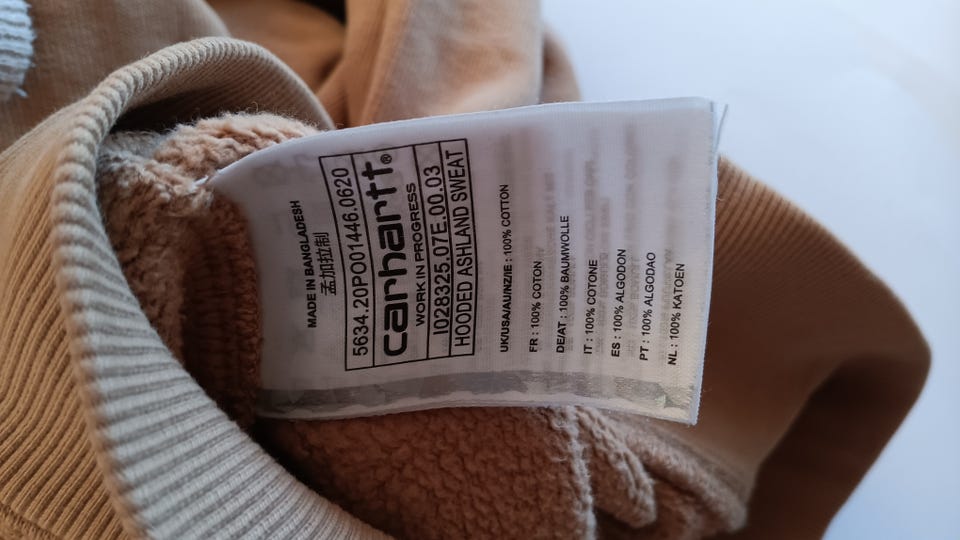 MADE IN BANGLADESH
孟加拉制
5634.20PO01446.0620
carhartt®
WORK IN PROGRESS
I028325.07E.00.03
HOODED ASHLAND SWEAT
UK/USA/AU/NZ/IE : 100% COTTON
FR : 100% COTON
DE/AT : 100% BAUMWOLLE
IT : 100% COTONE
ES : 100% ALGODON
PT : 100% ALGODAO
NL : 100% KATOEN